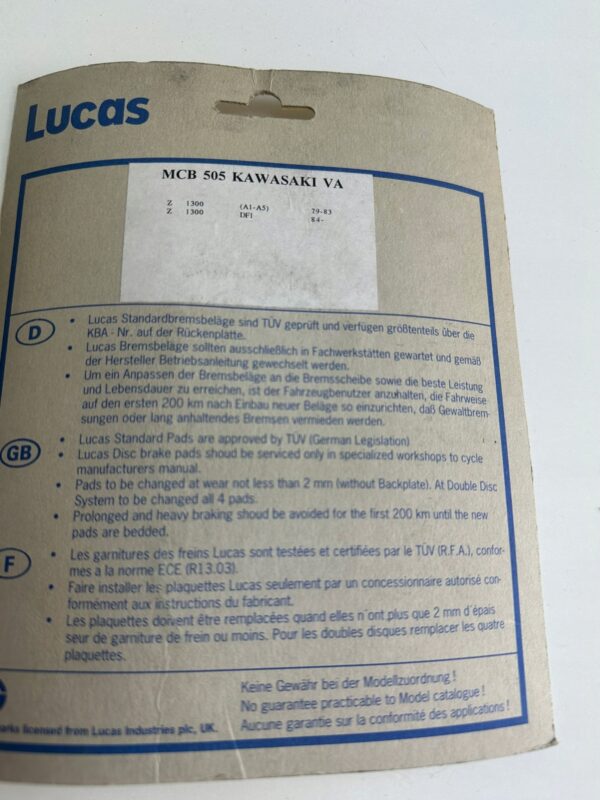 Lucas
MCB 505 KAWASAKI VA
Z 1300 (A1-A5) 79-83
Z 1300 DFI 84-
D
• Lucas Standardbremsbeläge sind TÜV geprüft und verfügen größtenteils über die
KBA - Nr. auf der Rückenplatte.
• Lucas Bremsbeläge sollten ausschließlich in Fachwerkstätten gewartet und gemäß
der Hersteller Betriebsanleitung gewechselt werden.
• Um ein Anpassen der Bremsbeläge an die Bremsscheibe sowie die beste Leistung
und Lebensdauer zu erreichen, ist der Fahrzeugbenutzer anzuhalten, die Fahrweise
auf den ersten 200 km nach Einbau neuer Beläge so einzurichten, daß Gewaltbrem-
sungen oder lang anhaltendes Bremsen vermieden werden.
GB
• Lucas Standard Pads are approved by TÜV (German Legislation)
• Lucas Disc brake pads shoud be serviced only in specialized workshops to cycle
manufacturers manual.
• Pads to be changed at wear not less than 2 mm (without Backplate). At Double Disc
System to be changed all 4 pads.
• Prolonged and heavy braking shoud be avoided for the first 200 km until the new
pads are bedded.
F
• Les garnitures des freins Lucas sont testées et certifiées par le TÜV (R.F.A.), confor-
mes a la norme ECE (R13.03).
• Faire installer les plaquettes Lucas seulement par un concessionnaire autorisé con-
formément aux instructions du fabricant.
• Les plaquettes doivent être remplacées quand elles n´ont plus que 2 mm d´épais
seur de garniture de frein ou moins. Pour les doubles disques remplacer les quatre
plaquettes.
Keine Gewähr bei der Modellzuordnung !
No guarantee practicable to Model catalogue !
Aucune garantie sur la conformité des applications !
arks licensed from Lucas Industries plc, UK.